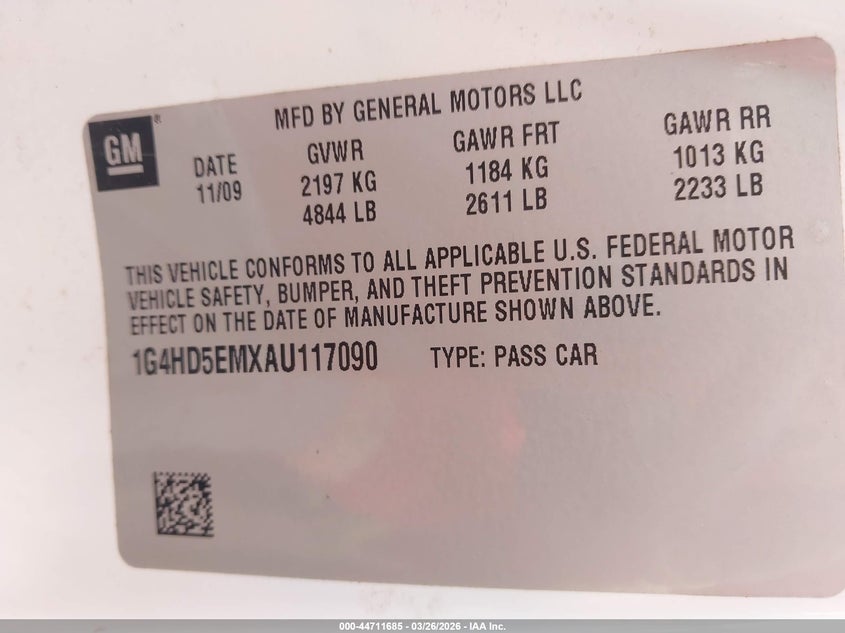 MFD BY GENERAL MOTORS LLC
GM®
DATE GVWR GAWR FRT GAWR RR
11/09 2197 KG 1184 KG 1013 KG
4844 LB 2611 LB 2233 LB
THIS VEHICLE CONFORMS TO ALL APPLICABLE U.S. FEDERAL MOTOR
VEHICLE SAFETY, BUMPER, AND THEFT PREVENTION STANDARDS IN
EFFECT ON THE DATE OF MANUFACTURE SHOWN ABOVE.
1G4HD5EMXAU117090 TYPE: PASS CAR
000-44711685 - 03/26/2026 - IAA Inc.